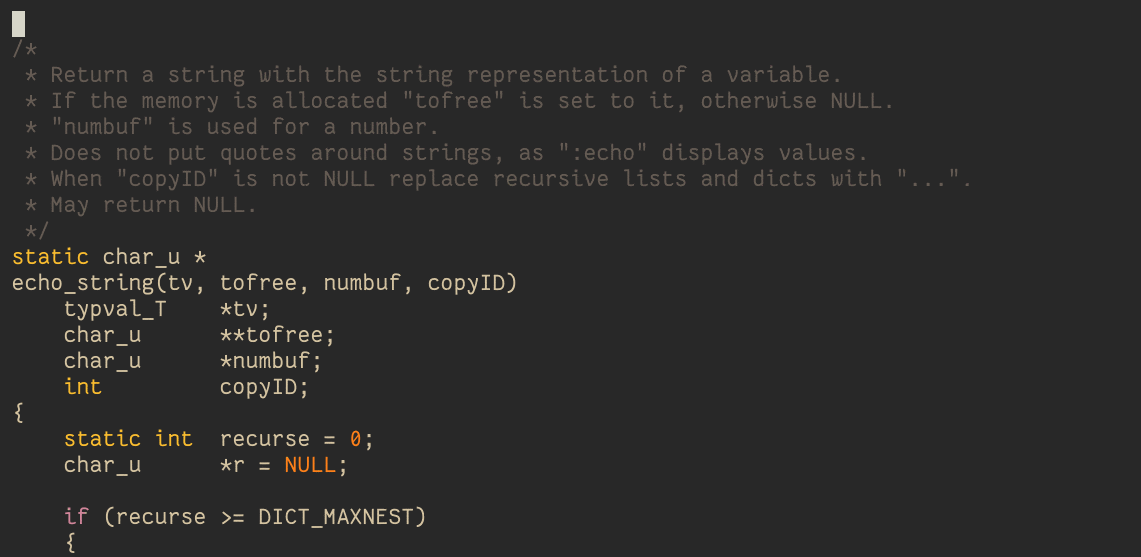 /*
 * Return a string with the string representation of a variable.
 * If the memory is allocated "tofree" is set to it, otherwise NULL.
 * "numbuf" is used for a number.
 * Does not put quotes around strings, as ":echo" displays values.
 * When "copyID" is not NULL replace recursive lists and dicts with "...".
 * May return NULL.
 */
static char_u *
echo_string(tv, tofree, numbuf, copyID)
    typval_T    *tv;
    char_u      **tofree;
    char_u      *numbuf;
    int         copyID;
{
    static int  recurse = 0;
    char_u      *r = NULL;

    if (recurse >= DICT_MAXNEST)
    {